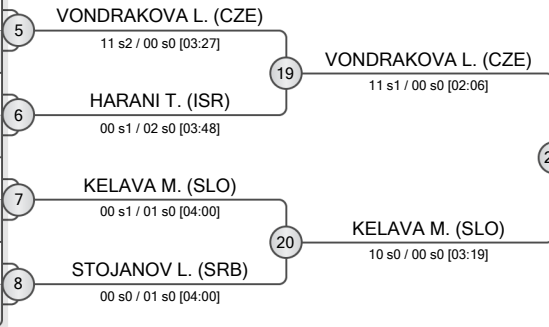 5
VONDRAKOVA L. (CZE)
11 s2 / 00 s0 [03:27]
19
VONDRAKOVA L. (CZE)
11 s1 / 00 s0 [02:06]
6
HARANI T. (ISR)
00 s1 / 02 s0 [03:48]
7
KELAVA M. (SLO)
00 s1 / 01 s0 [04:00]
20
KELAVA M. (SLO)
10 s0 / 00 s0 [03:19]
8
STOJANOV L. (SRB)
00 s0 / 01 s0 [04:00]